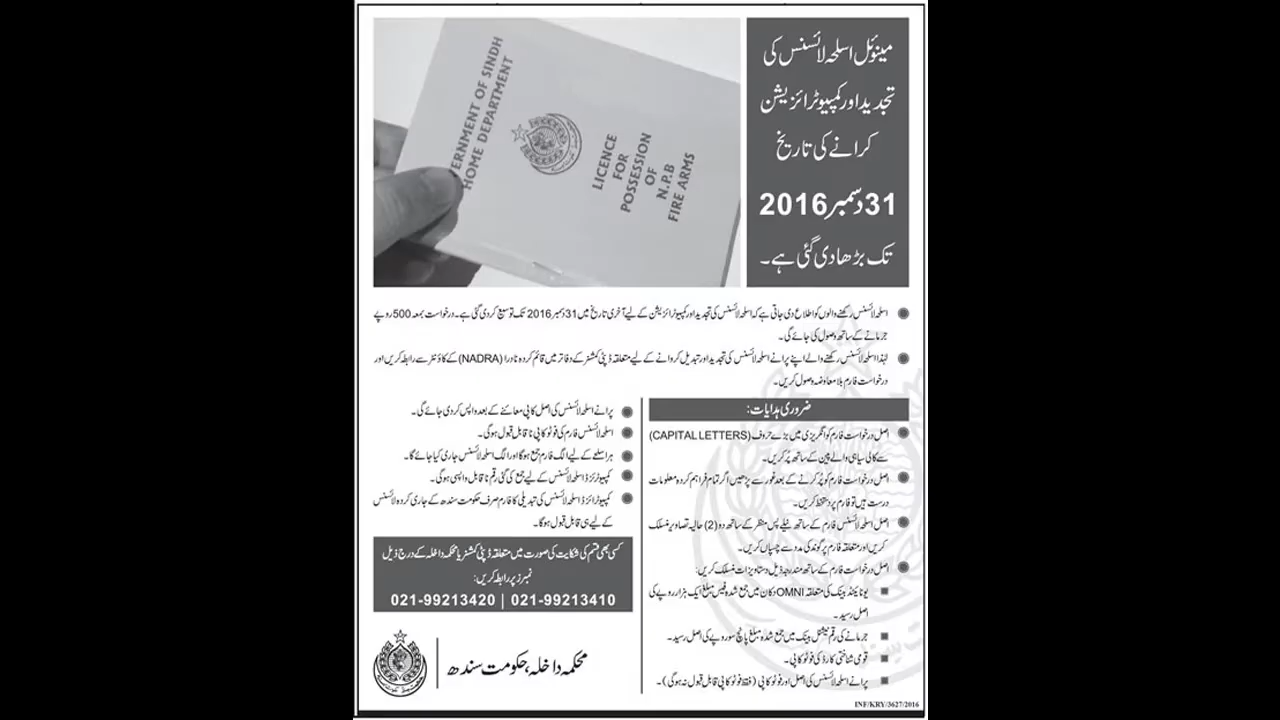 GOVERNMENT OF SINDH
HOME DEPARTMENT
LICENCE
FOR
POSSESSION
OF
N.P.B
FIRE ARMS
مینوئل اسلحہ لائسنس کی
تجدید اور کمپیوٹرائزیشن
کرانے کی تاریخ
31 دسمبر 2016
تک بڑھا دی گئی ہے۔
اسلحہ لائسنس رکھنے والوں کو اطلاع دی جاتی ہے کہ اسلحہ لائسنس کی تجدید اور کمپیوٹرائزیشن کے لیے آخری تاریخ میں 31 دسمبر 2016 تک توسیع کردی گئی ہے۔ درخواست بمعہ 500 روپے
جرمانے کے ساتھ وصول کی جائے گی۔
لہٰذا اسلحہ لائسنس رکھنے والے اپنے پرانے اسلحہ لائسنس کی تجدید اور تبدیل کروانے کے لیے متعلقہ ڈپٹی کمشنرز کے دفاتر میں قائم کردہ نادرا (NADRA) کے کاؤنٹر سے رابطہ کریں اور
درخواست فارم بلا معاوضہ وصول کریں۔
ضروری ہدایات:
اصل درخواست فارم کو انگریزی میں بڑے حروف (CAPITAL LETTERS)
سے کالی سیاہی والے پین کے ساتھ پُر کریں۔
اصل درخواست فارم کو پُر کرنے کے بعد غور سے پڑھیں اگر تمام فراہم کردہ معلومات
درست ہیں تو فارم پر دستخط کریں۔
اصل اسلحہ لائسنس فارم کے ساتھ نیلے پس منظر کے ساتھ دو (2) حالیہ تصاویر منسلک
کریں اور متعلقہ فارم پر گوند کی مدد سے چسپاں کریں۔
اصل درخواست فارم کے ساتھ مندرجہ ذیل دستاویزات منسلک کریں:
یونائیٹڈ بینک کی متعلقہ OMNI دکان میں جمع شدہ فیس مبلغ ایک ہزار روپے کی
اصل رسید۔
جرمانے کی رقم نیشنل بینک میں جمع شدہ مبلغ پانچ سو روپے کی اصل رسید۔
قومی شناختی کارڈ کی فوٹو کاپی۔
پرانے اسلحہ لائسنس کی اصل اور فوٹو کاپی (فقط فوٹو کاپی قابل قبول نہ ہوگی)۔
پرانے اسلحہ لائسنس کی اصل کاپی معائنے کے بعد واپس کردی جائے گی۔
اسلحہ لائسنس فارم کی فوٹو کاپی ناقابل قبول ہوگی۔
ہر اسلحے کے لیے الگ فارم جمع ہوگا اور الگ اسلحہ لائسنس جاری کیا جائے گا۔
کمپیوٹرائزڈ اسلحہ لائسنس کے لیے جمع کی گئی رقم ناقابل واپسی ہوگی۔
کمپیوٹرائزڈ اسلحہ لائسنس کی تبدیلی کا فارم صرف حکومت سندھ کے جاری کردہ لائسنس
کے لیے ہی قابل قبول ہوگا۔
کسی بھی قسم کی شکایت کی صورت میں متعلقہ ڈپٹی کمشنر یا محکمہ داخلہ کے درج ذیل
نمبرز پر رابطہ کریں:
021-99213420 | 021-99213410
محکمہ داخلہ، حکومت سندھ
INF/KRY/3627/2016